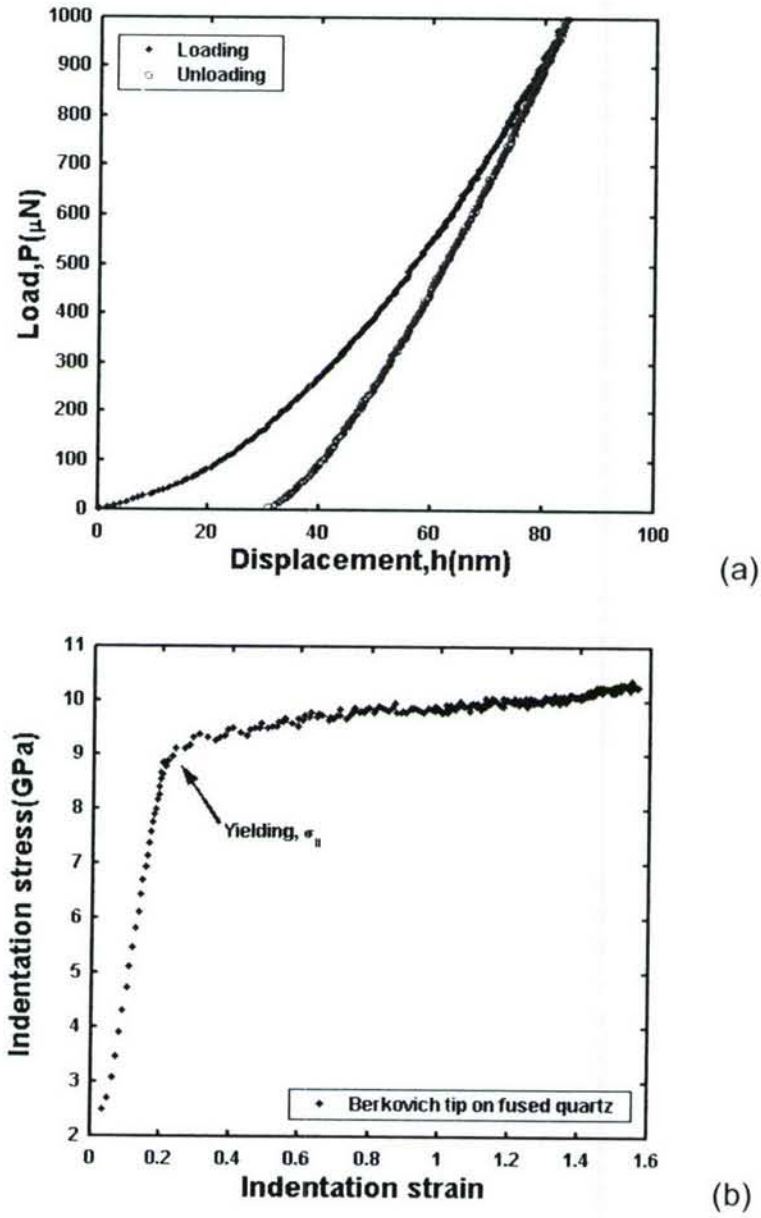 1000
900
800
700
600
500
400
300
200
100
0
Loading
Unloading
Load,P(μN)
0 20 40 60 80 100
Displacement,h(nm)
(a)
11
10
9
8
7
6
5
4
3
2
Indentation stress(GPa)
Yielding, σ_II
Berkovich tip on fused quartz
0 0.2 0.4 0.6 0.8 1 1.2 1.4 1.6
Indentation strain
(b)